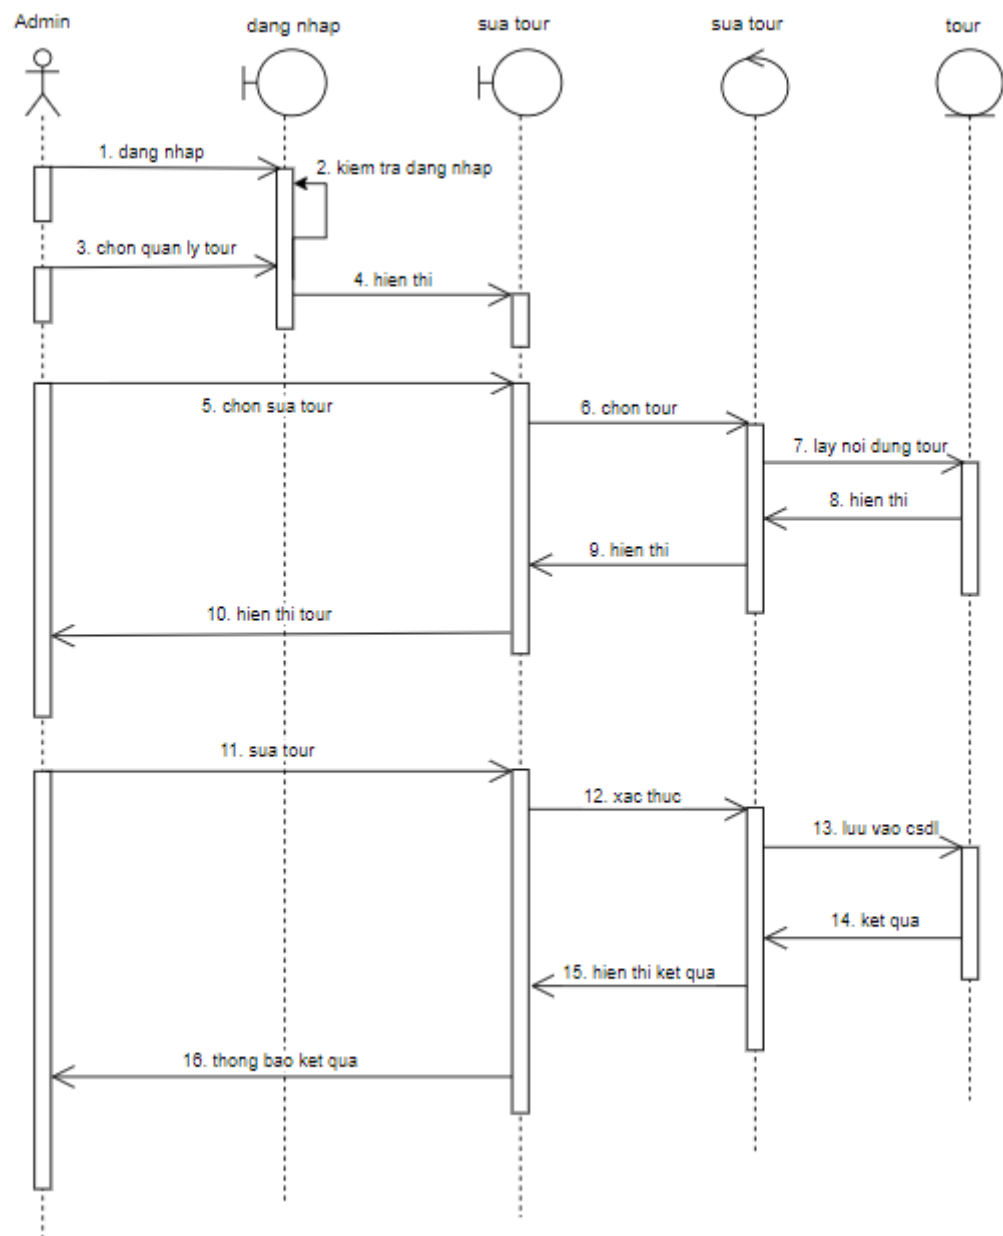 Admin
dang nhap
sua tour
sua tour
tour
1. dang nhap
2. kiem tra dang nhap
3. chon quan ly tour
4. hien thi
5. chon sua tour
6. chon tour
7. lay noi dung tour
8. hien thi
9. hien thi
10. hien thi tour
11. sua tour
12. xac thuc
13. luu vao csdl
14. ket qua
15. hien thi ket qua
16. thong bao ket qua